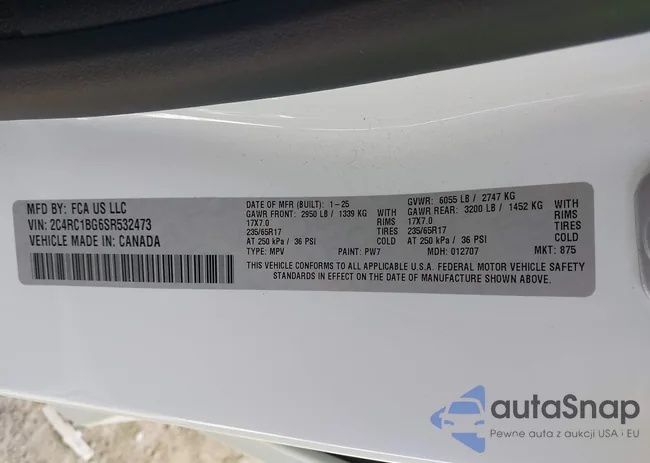 MFD BY: FCA US LLC
VIN: 2C4RC1BG6SR532473
VEHICLE MADE IN: CANADA
DATE OF MFR (BUILT): 1-25
GAWR FRONT: 2950 LB / 1339 KG WITH
17X7.0 RIMS
235/65R17 TIRES
AT 250 kPa / 36 PSI COLD
TYPE: MPV PAINT: PW7
GVWR: 6055 LB / 2747 KG
GAWR REAR: 3200 LB / 1452 KG WITH
17X7.0 RIMS
235/65R17 TIRES
AT 250 kPa / 36 PSI COLD
MDH: 012707 MKT: 875
THIS VEHICLE CONFORMS TO ALL APPLICABLE U.S.A. FEDERAL MOTOR VEHICLE SAFETY
STANDARDS IN EFFECT ON THE DATE OF MANUFACTURE SHOWN ABOVE.
autaSnap
Pewne auta z aukcji USA i EU